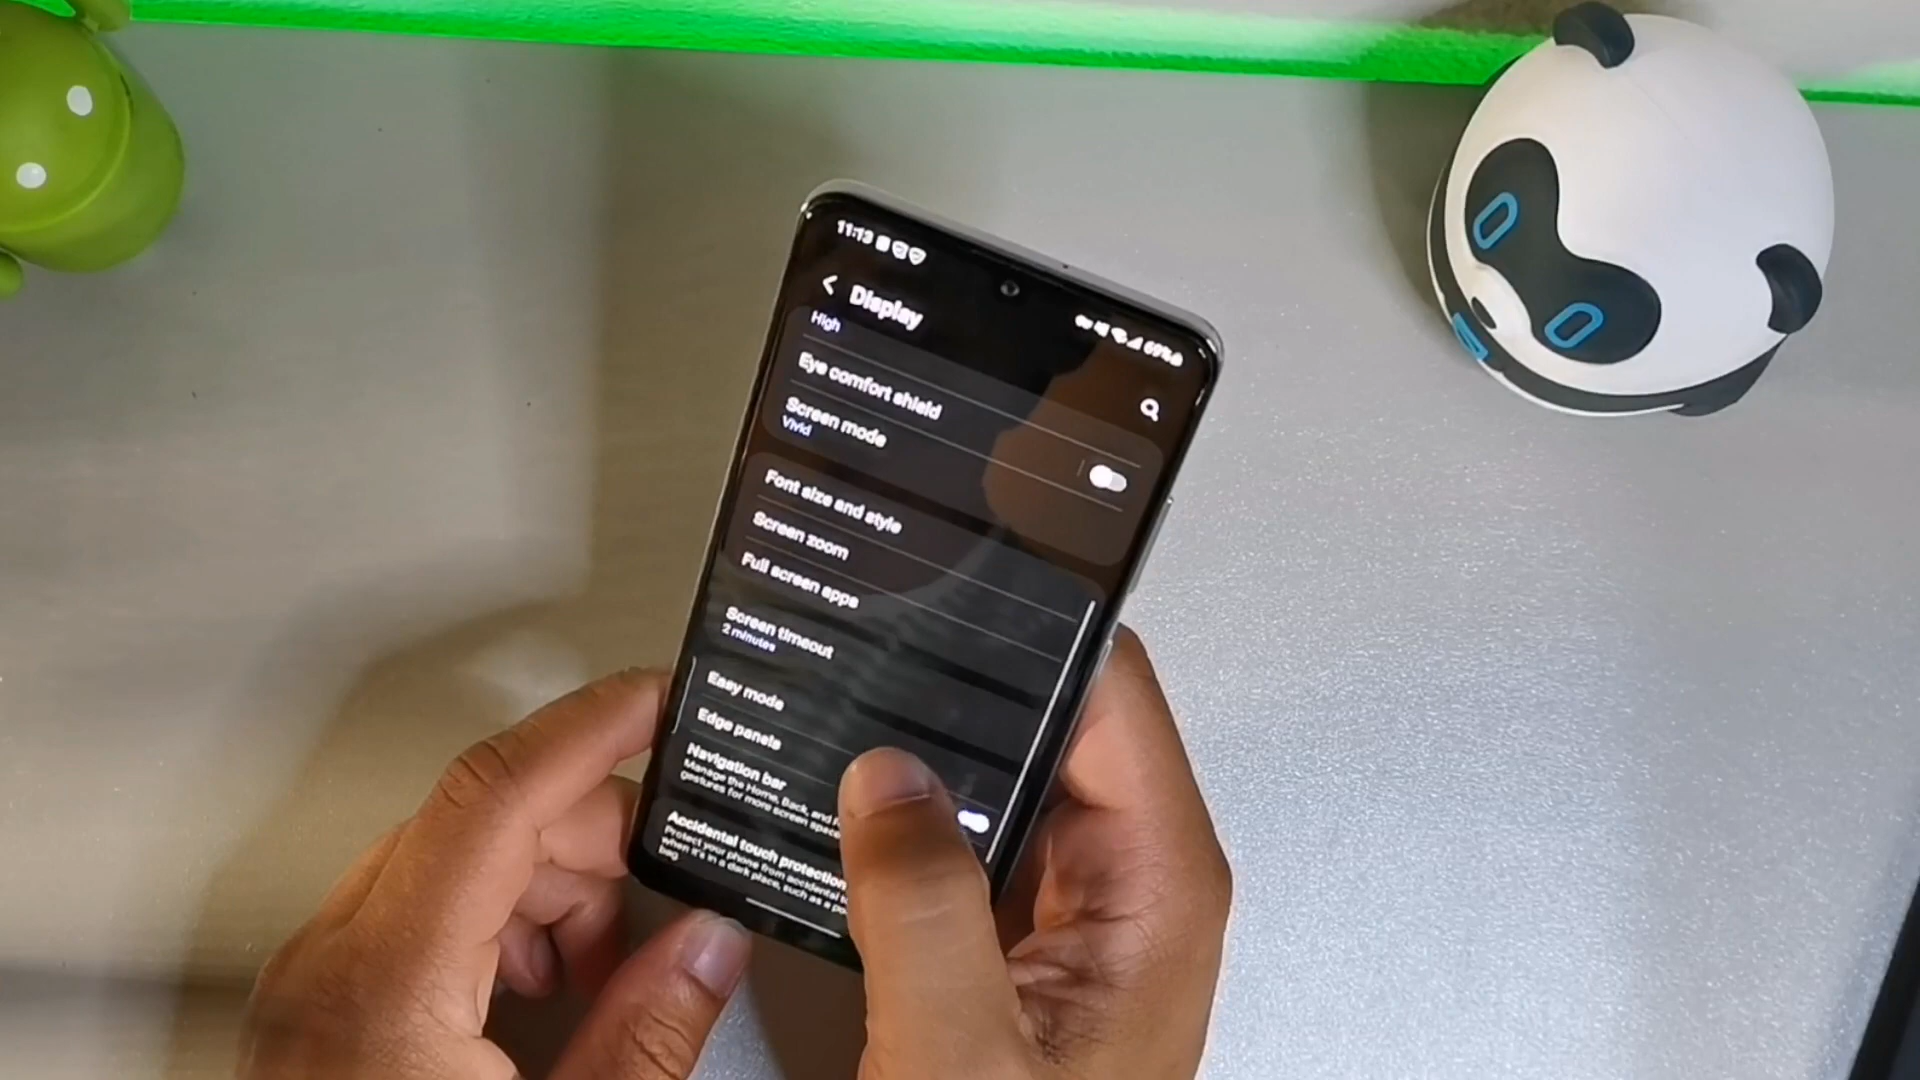 11:13
69%
Display
High
Eye comfort shield
Screen mode
Vivid
Font size and style
Screen zoom
Full screen apps
Screen timeout
2 minutes
Easy mode
Edge panels
Navigation bar
Manage the Home, Back, and
gestures for more screen space
Accidental touch protection
Protect your phone from accidental
when it's in a dark place, such as a
bag.